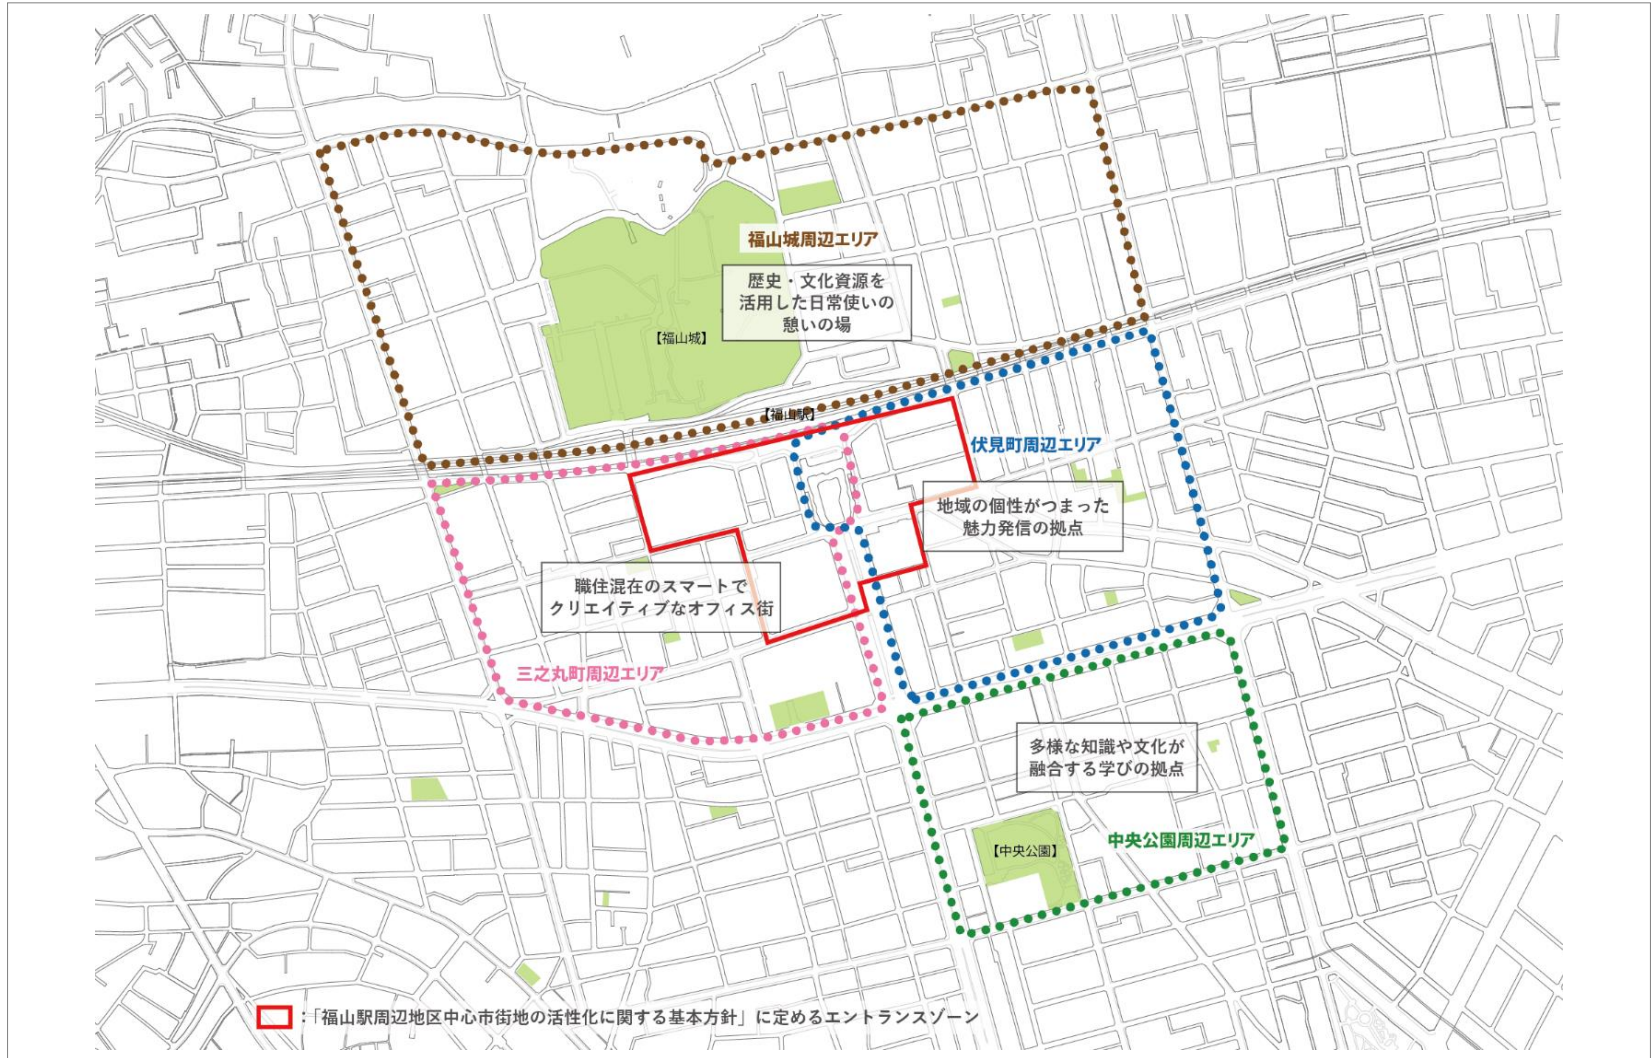 福山城周辺エリア
歴史・文化資源を
活用した日常使いの
憩いの場
【福山城】
【福山駅】
伏見町周辺エリア
地域の個性がつまった
魅力発信の拠点
職住混在のスマートで
クリエイティブなオフィス街
三之丸町周辺エリア
多様な知識や文化が
融合する学びの拠点
中央公園周辺エリア
【中央公園】
：「福山駅周辺地区中心市街地の活性化に関する基本方針」に定めるエントランスゾーン